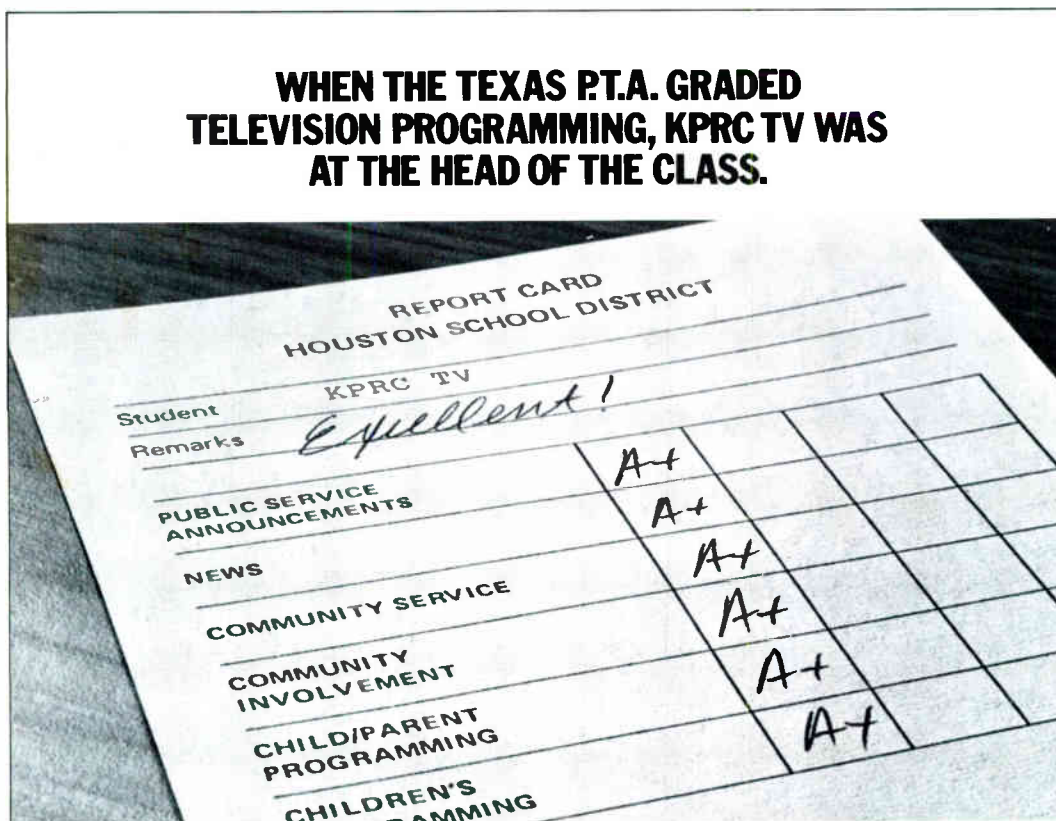 WHEN THE TEXAS P.T.A. GRADED
TELEVISION PROGRAMMING, KPRC TV WAS
AT THE HEAD OF THE CLASS.
REPORT CARD
HOUSTON SCHOOL DISTRICT
Student KPRC TV
Remarks Excellent!
PUBLIC SERVICE
ANNOUNCEMENTS A+
NEWS A+
COMMUNITY SERVICE A+
COMMUNITY
INVOLVEMENT A+
CHILD/PARENT
PROGRAMMING A+
CHILDREN'S
RAMMING A+